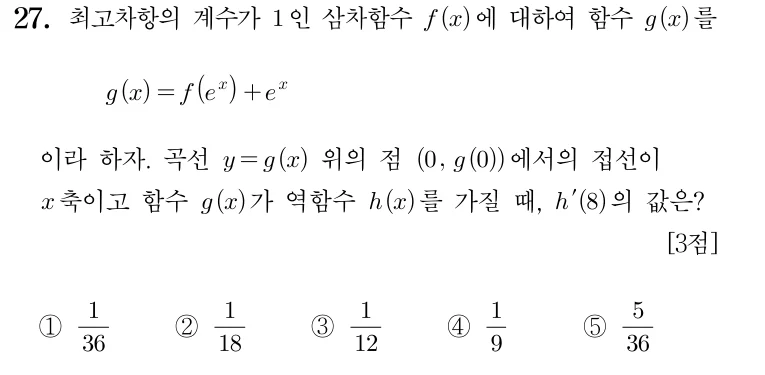 27. 최고차항의 계수가 1인 삼차함수 f(x)에 대하여 함수 g(x)를
g(x)=f(e^x)+e^x
이라 하자. 곡선 y=g(x) 위의 점 (0, g(0))에서의 접선이
x축이고 함수 g(x)가 역함수 h(x)를 가질 때, h′(8)의 값은?
[3점]
① 1/36 ② 1/18 ③ 1/12 ④ 1/9 ⑤ 5/36